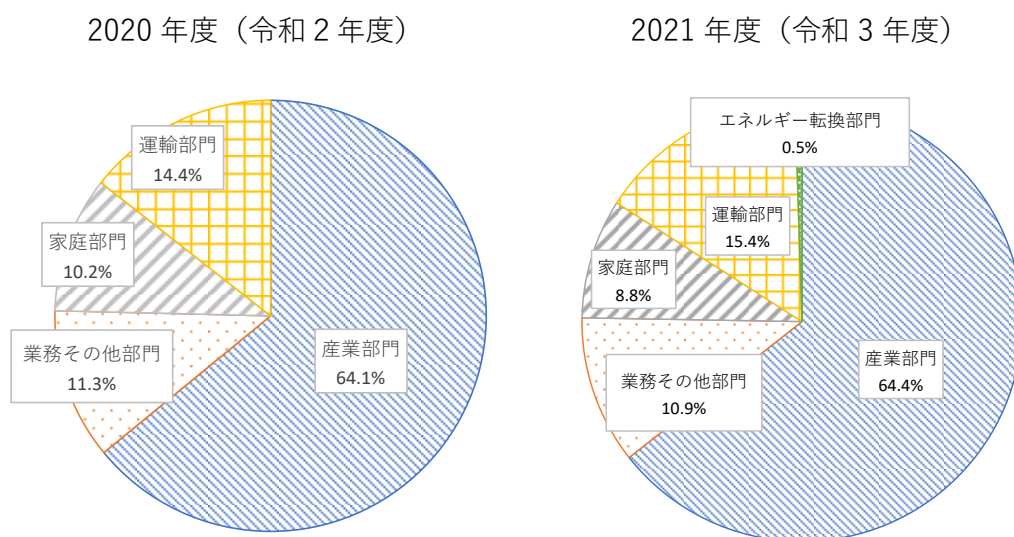 2020 年度（令和 2 年度）
運輸部門
14.4%
家庭部門
10.2%
業務その他部門
11.3%
産業部門
64.1%
2021 年度（令和 3 年度）
エネルギー転換部門
0.5%
運輸部門
15.4%
家庭部門
8.8%
業務その他部門
10.9%
産業部門
64.4%